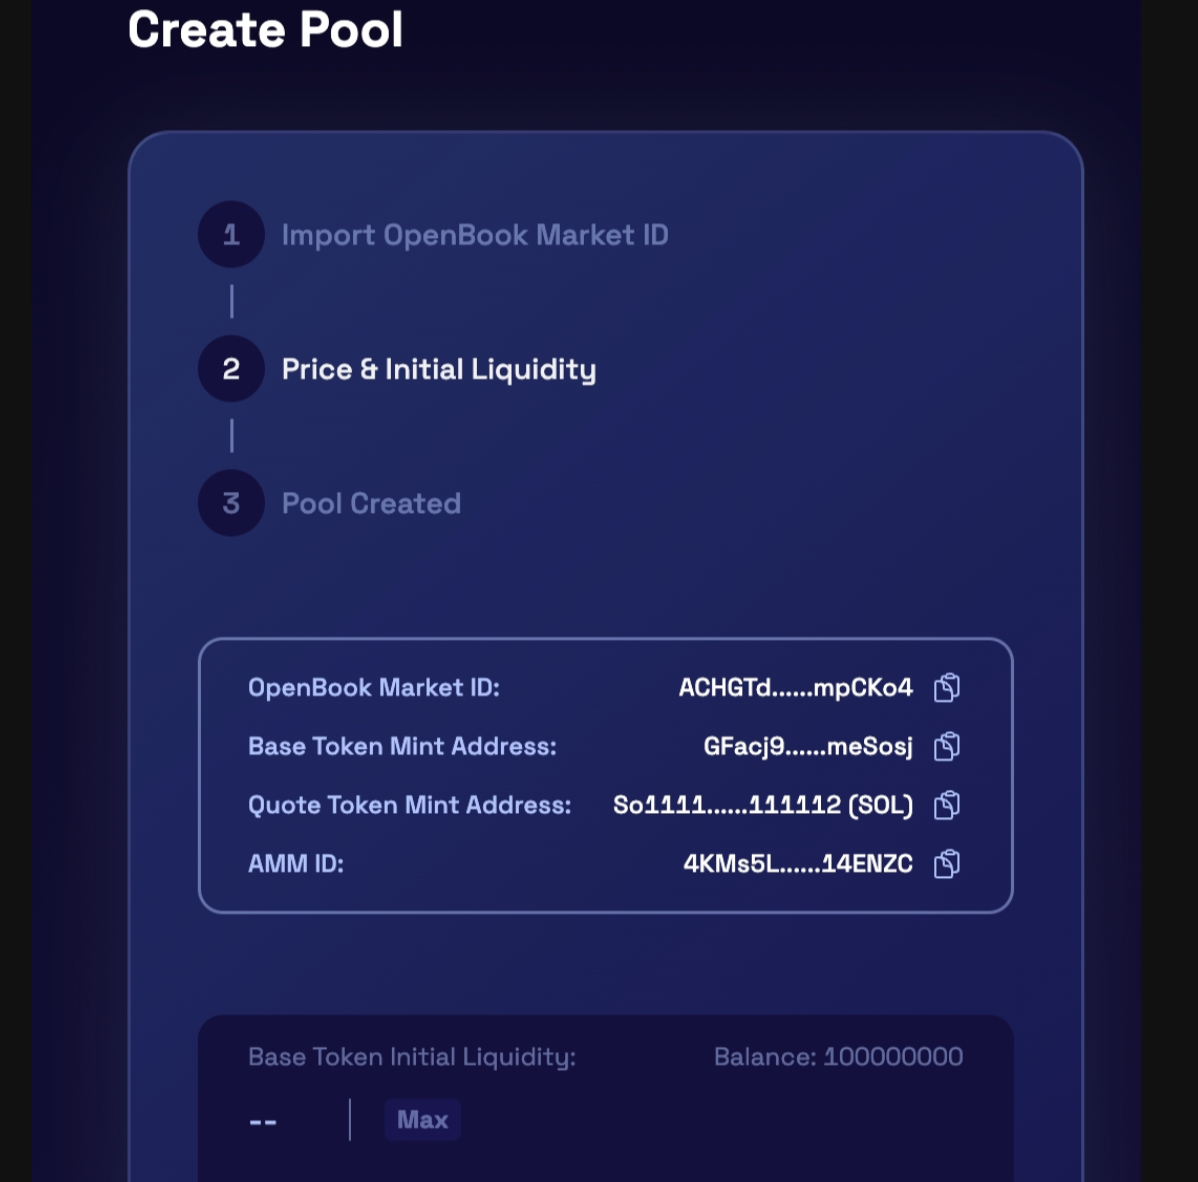 Create Pool
1 Import OpenBook Market ID
2 Price & Initial Liquidity
3 Pool Created
OpenBook Market ID: ACHGTd......mpCKo4
Base Token Mint Address: GFacj9......meSosj
Quote Token Mint Address: So1111......111112 (SOL)
AMM ID: 4KMs5L......14ENZC
Base Token Initial Liquidity: Balance: 100000000
-- | Max